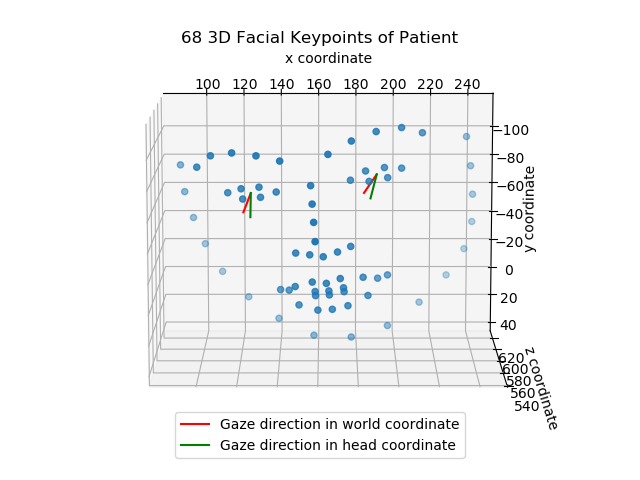 68 3D Facial Keypoints of Patient
x coordinate
100 120 140 160 180 200 220 240
−100
−80
−60
−40
−20
0
20
40
y coordinate
620
600
580
560
540
z coordinate
Gaze direction in world coordinate
Gaze direction in head coordinate